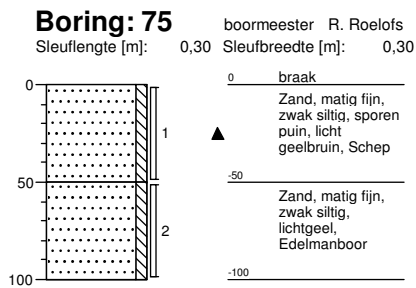 Boring: 75 boormeester R. Roelofs
Sleuflengte [m]: 0,30 Sleufbreedte [m]: 0,30
0 0 braak
Zand, matig fijn,
zwak siltig, sporen
1 puin, licht
geelbruin, Schep
50 -50
Zand, matig fijn,
zwak siltig,
2 lichtgeel,
Edelmanboor
100 -100